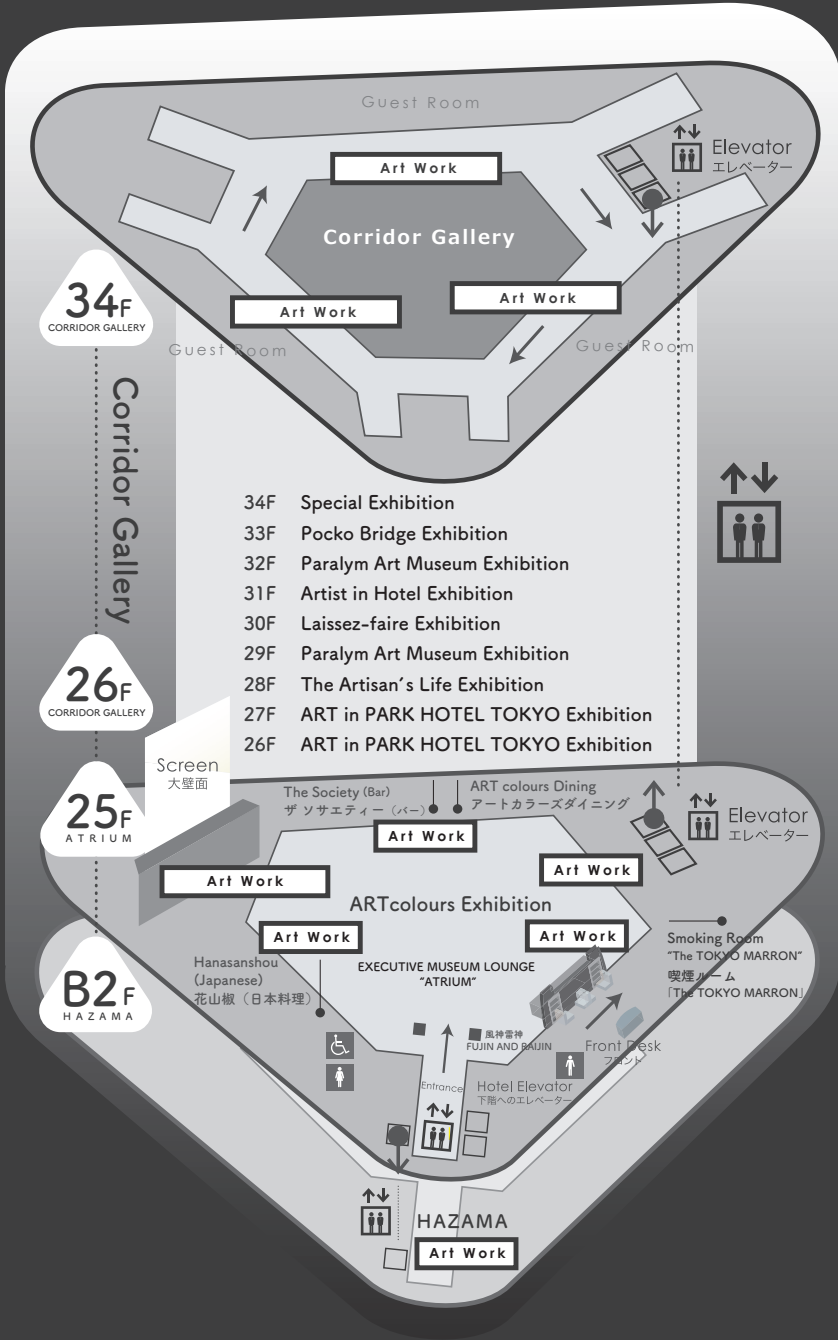 Guest Room
Elevator
エレベーター
Art Work
Corridor Gallery
Art Work
Art Work
34F
CORRIDOR GALLERY
Guest Room
Guest Room
Corridor Gallery
34F Special Exhibition
33F Pocko Bridge Exhibition
32F Paralym Art Museum Exhibition
31F Artist in Hotel Exhibition
30F Laissez-faire Exhibition
29F Paralym Art Museum Exhibition
28F The Artisan´s Life Exhibition
27F ART in PARK HOTEL TOKYO Exhibition
26F ART in PARK HOTEL TOKYO Exhibition
26F
CORRIDOR GALLERY
Screen
大壁面
25F
ATRIUM
The Society (Bar)
ザ ソサエティー（バー）
ART colours Dining
アートカラーズダイニング
Elevator
エレベーター
Art Work
Art Work
Art Work
ARTcolours Exhibition
Art Work
Art Work
Smoking Room
"The TOKYO MARRON"
喫煙ルーム
「The TOKYO MARRON」
Hanasanshou
(Japanese)
花山椒（日本料理）
EXECUTIVE MUSEUM LOUNGE
"ATRIUM"
B2F
HAZAMA
風神雷神
FUJIN AND RAIJIN
Front Desk
フロント
Entrance
Hotel Elevator
下階へのエレベーター
HAZAMA
Art Work